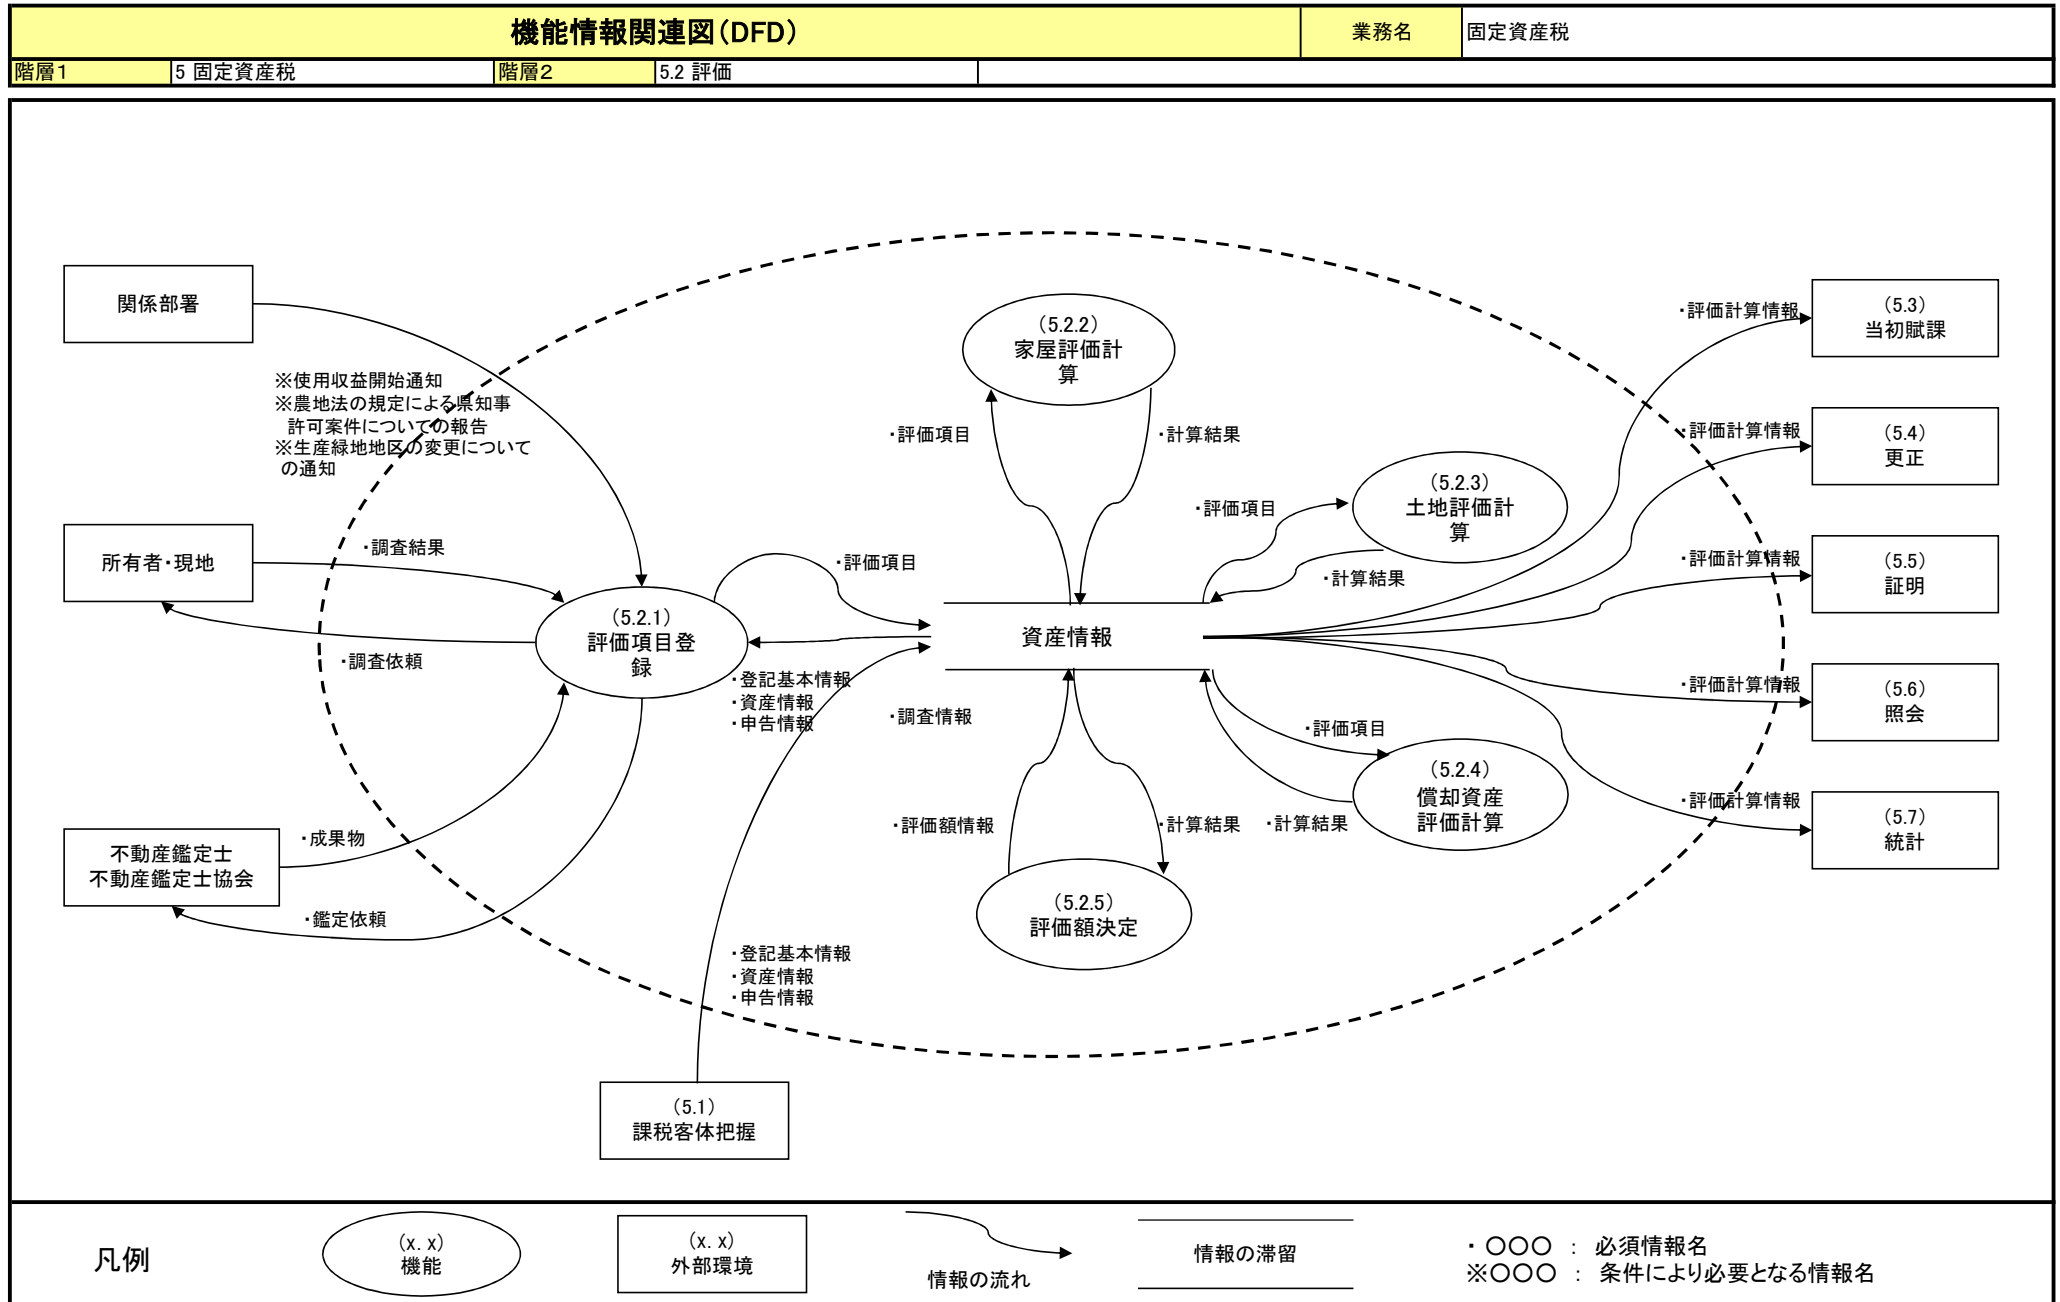 機能情報関連図(DFD)
業務名
固定資産税
階層1
5 固定資産税
階層2
5.2 評価
関係部署
※使用収益開始通知
※農地法の規定による県知事
許可案件についての報告
※生産緑地地区の変更について
の通知
所有者・現地
・調査結果
・調査依頼
(5.2.1)
評価項目登
録
・評価項目
・登記基本情報
・資産情報
・申告情報
不動産鑑定士
不動産鑑定士協会
・成果物
・鑑定依頼
(5.2.2)
家屋評価計
算
・評価項目
・計算結果
(5.2.3)
土地評価計
算
・評価項目
・計算結果
資産情報
・調査情報
・評価項目
(5.2.4)
償却資産
評価計算
・計算結果
・評価額情報
・計算結果
(5.2.5)
評価額決定
・登記基本情報
・資産情報
・申告情報
(5.1)
課税客体把握
・評価計算情報
(5.3)
当初賦課
・評価計算情報
(5.4)
更正
・評価計算情報
(5.5)
証明
・評価計算情報
(5.6)
照会
・評価計算情報
(5.7)
統計
凡例
(x.x)
機能
(x.x)
外部環境
情報の流れ
情報の滞留
・〇〇〇 : 必須情報名
※〇〇〇 : 条件により必要となる情報名